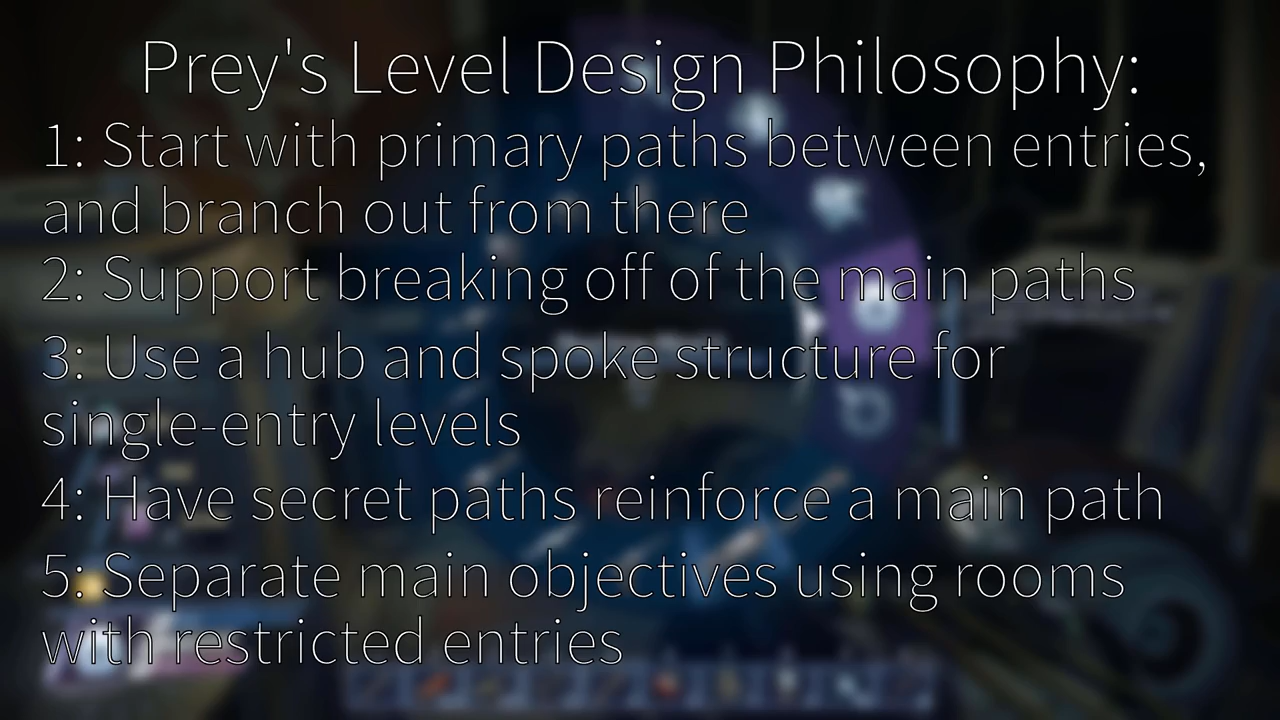 Prey's Level Design Philosophy:
1: Start with primary paths between entries,
and branch out from there
2: Support breaking off of the main paths
3: Use a hub and spoke structure for
single-entry levels
4: Have secret paths reinforce a main path
5: Separate main objectives using rooms
with restricted entries